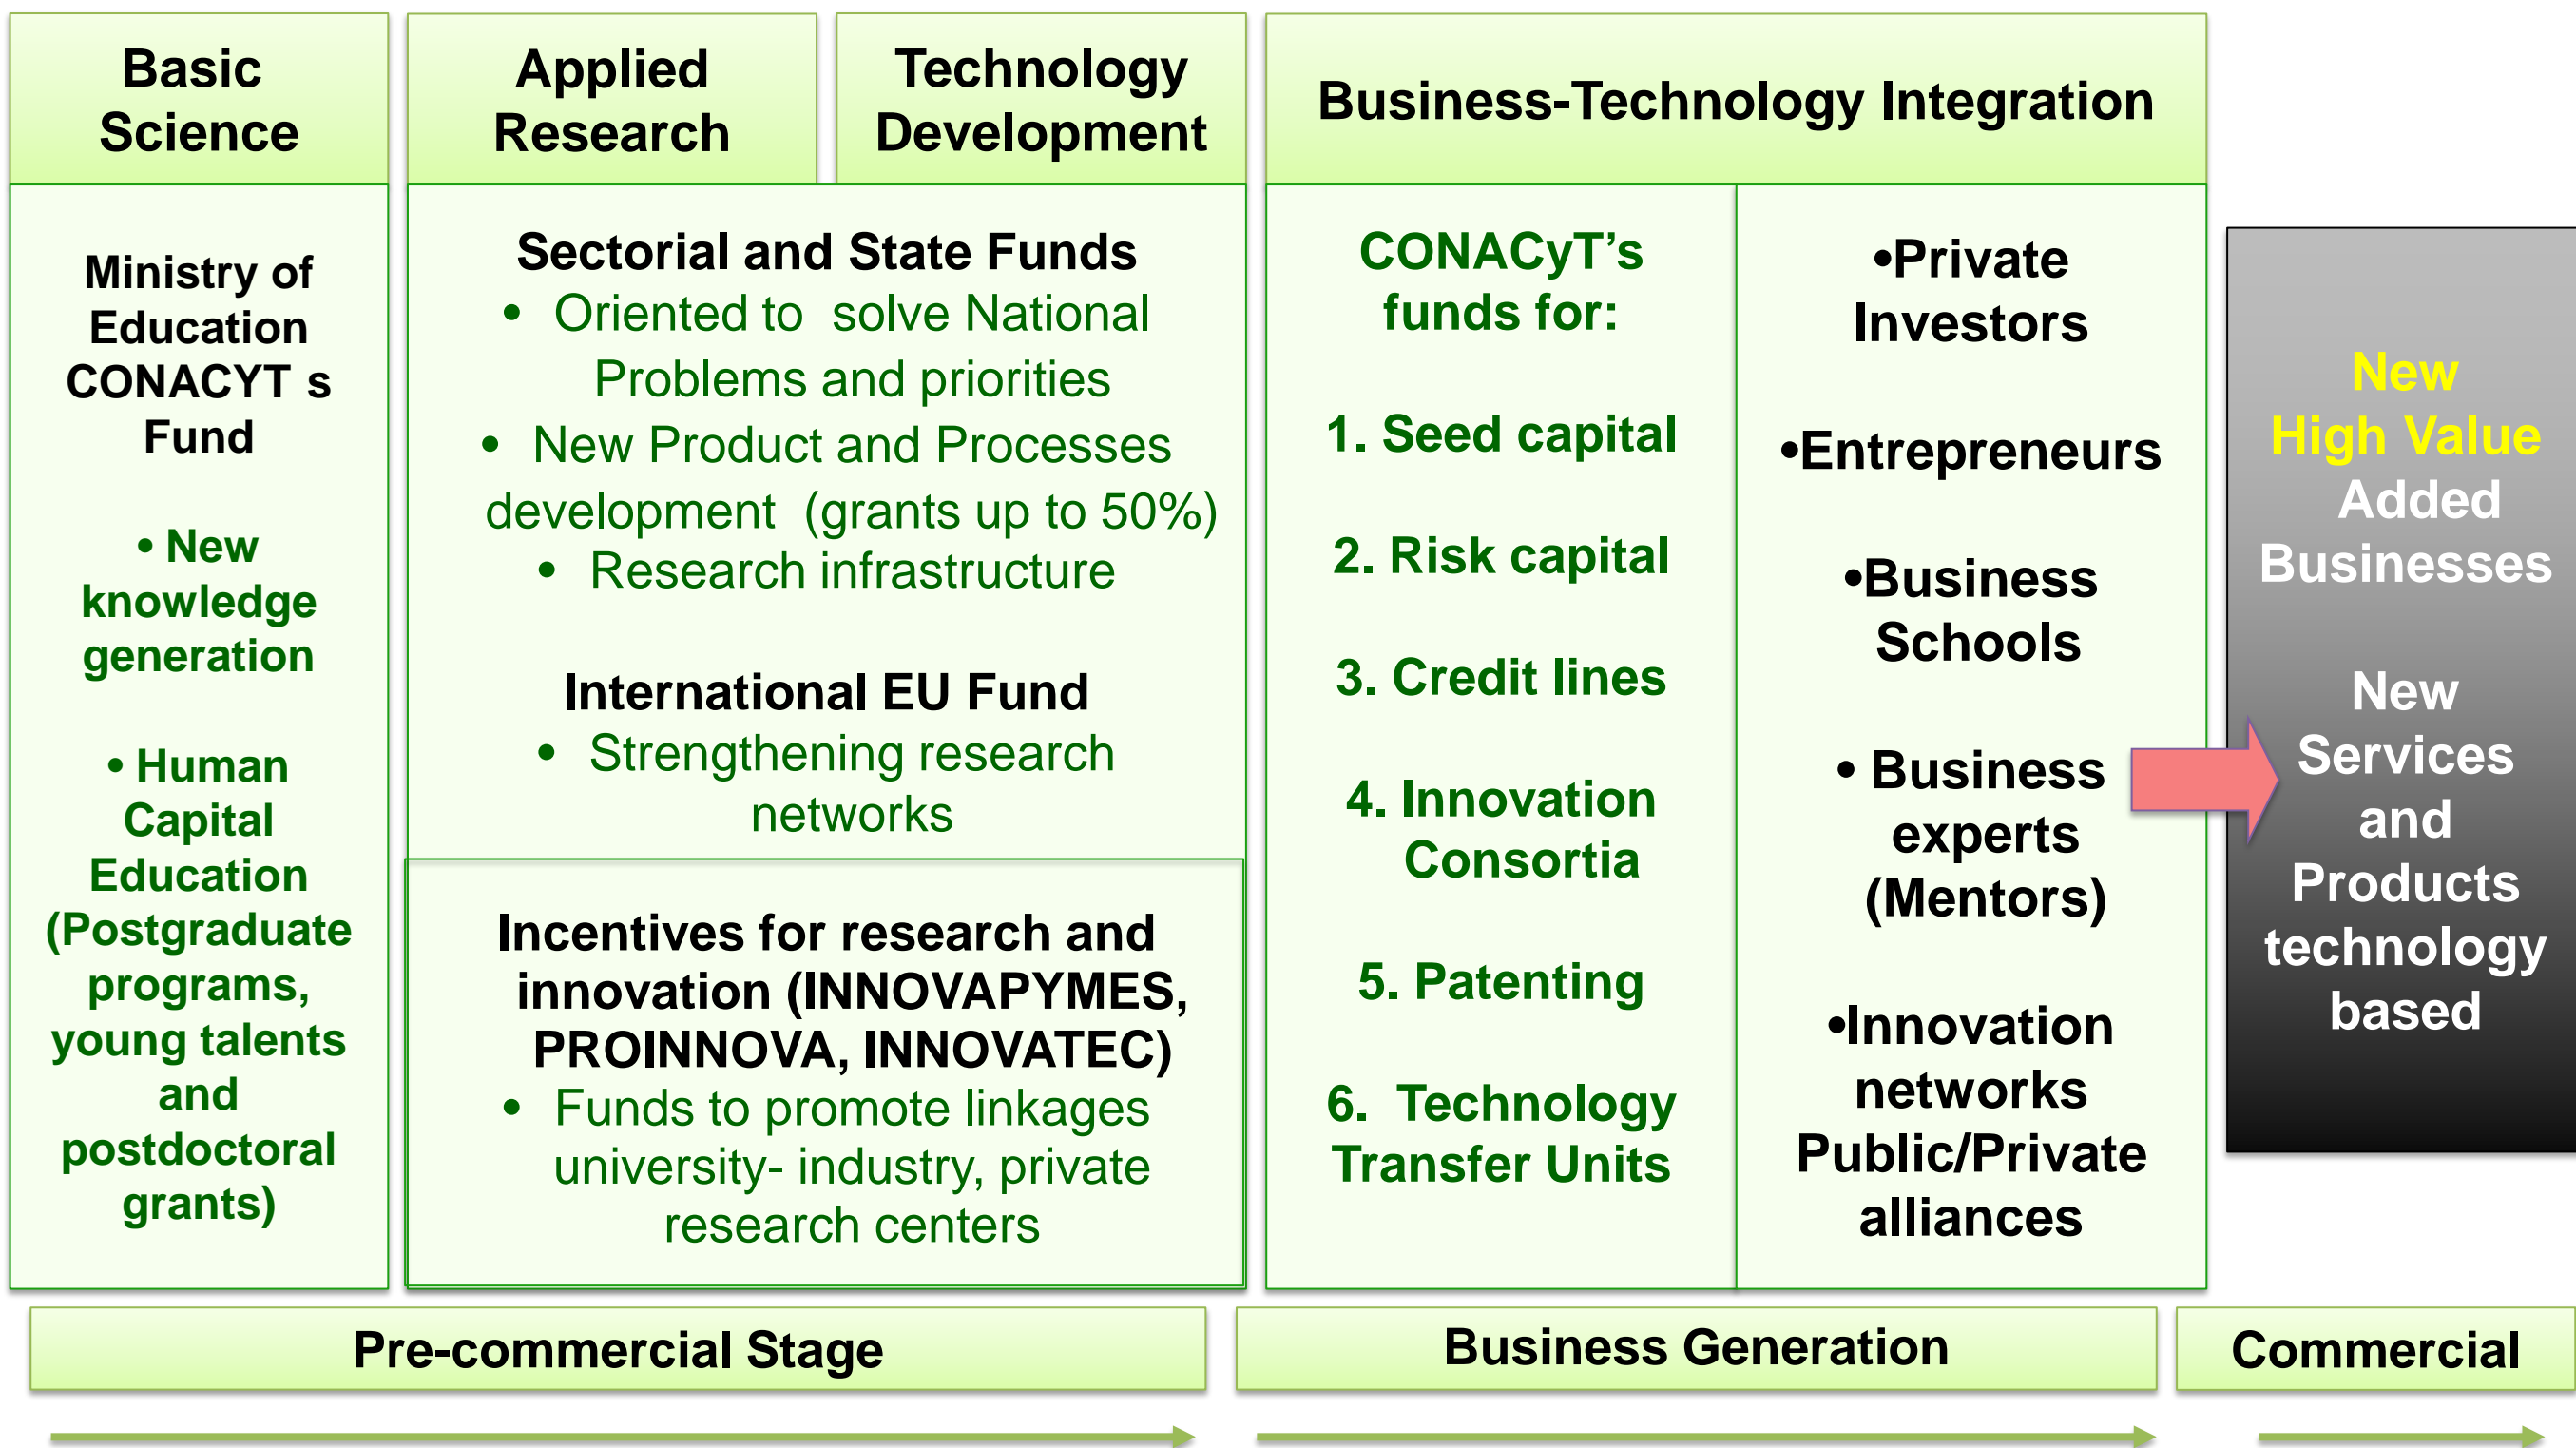 Basic
Science
Applied
Research
Technology
Development
Business-Technology Integration
Ministry of
Education
CONACYT s
Fund
• New
knowledge
generation
• Human
Capital
Education
(Postgraduate
programs,
young talents
and
postdoctoral
grants)
Sectorial and State Funds
• Oriented to solve National
Problems and priorities
• New Product and Processes
development (grants up to 50%)
• Research infrastructure
International EU Fund
• Strengthening research
networks
Incentives for research and
innovation (INNOVAPYMES,
PROINNOVA, INNOVATEC)
• Funds to promote linkages
university- industry, private
research centers
CONACyT’s
funds for:
1. Seed capital
2. Risk capital
3. Credit lines
4. Innovation
Consortia
5. Patenting
6. Technology
Transfer Units
•Private
Investors
•Entrepreneurs
•Business
Schools
• Business
experts
(Mentors)
•Innovation
networks
Public/Private
alliances
New
High Value
Added
Businesses
New
Services
and
Products
technology
based
Pre-commercial Stage
Business Generation
Commercial